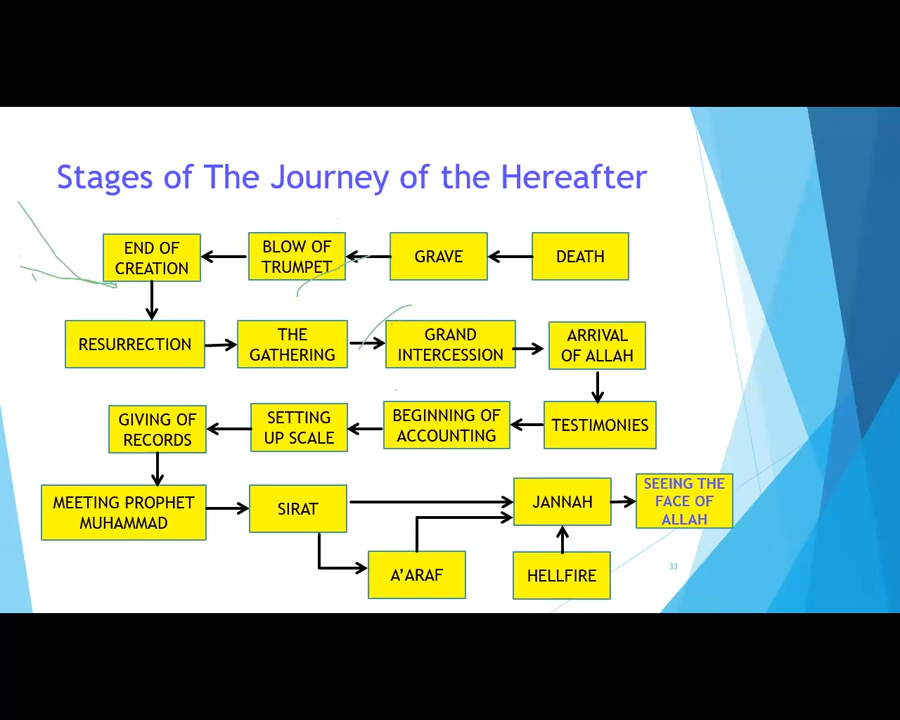 Stages of The Journey of the Hereafter
END OF
CREATION
BLOW OF
TRUMPET
GRAVE
DEATH
RESURRECTION
THE
GATHERING
GRAND
INTERCESSION
ARRIVAL
OF ALLAH
GIVING OF
RECORDS
SETTING
UP SCALE
BEGINNING OF
ACCOUNTING
TESTIMONIES
MEETING PROPHET
MUHAMMAD
SIRAT
JANNAH
SEEING THE
FACE OF
ALLAH
A’ARAF
HELLFIRE
33